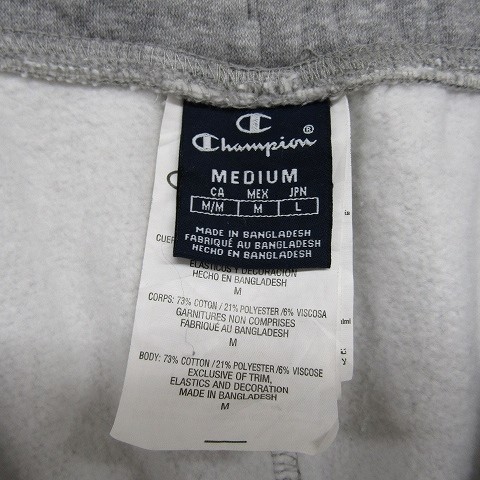 Champion®
MEDIUM
CA MEX JPN
M/M M L
MADE IN BANGLADESH
FABRIQUÉ AU BANGLADESH
HECHO EN BANGLADESH
ELASTICOS Y DECORACION
HECHO EN BANGLADESH
M
CORPS: 73% COTTON / 21% POLYESTER /6% VISCOSA
GARNITURES NON COMPRISES
FABRIQUÉ AU BANGLADESH
M
BODY: 73% COTTON / 21% POLYESTER /6% VISCOSE
EXCLUSIVE OF TRIM,
ELASTICS AND DECORATION
MADE IN BANGLADESH
M